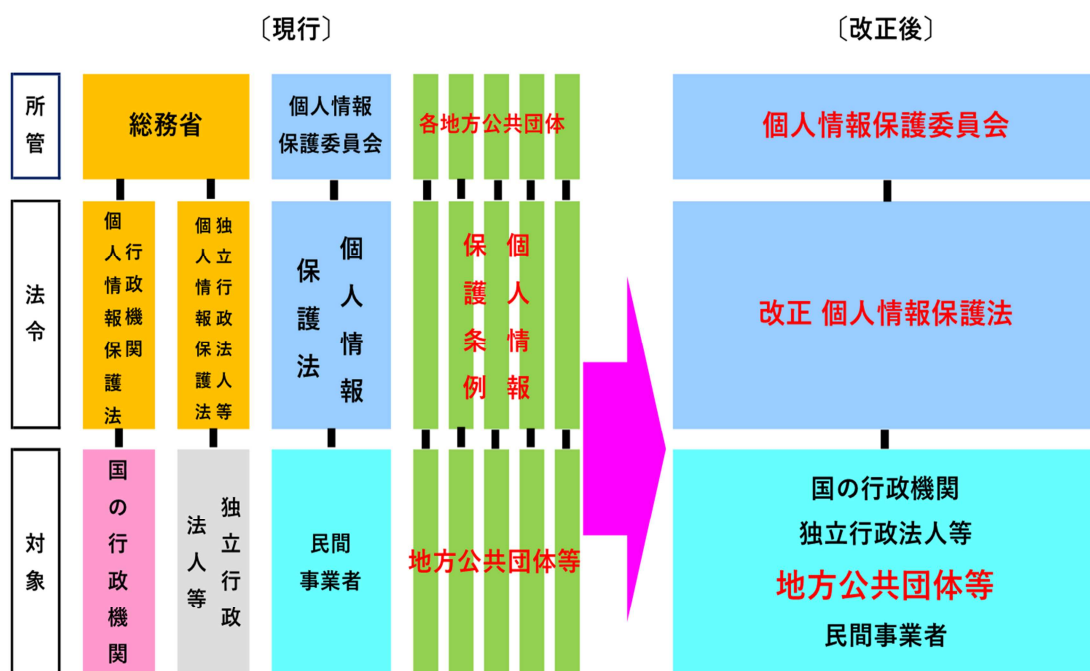 〔現行〕
〔改正後〕
所管
総務省
個人情報
保護委員会
各地方公共団体
個人情報保護委員会
法令
行政機関
個人情報保護法
独立行政法人等
個人情報保護法
個人情報
保護法
個人情報
保護条例
改正 個人情報保護法
対象
国の行政機関
独立行政
法人等
民間
事業者
地方公共団体等
国の行政機関
独立行政法人等
地方公共団体等
民間事業者